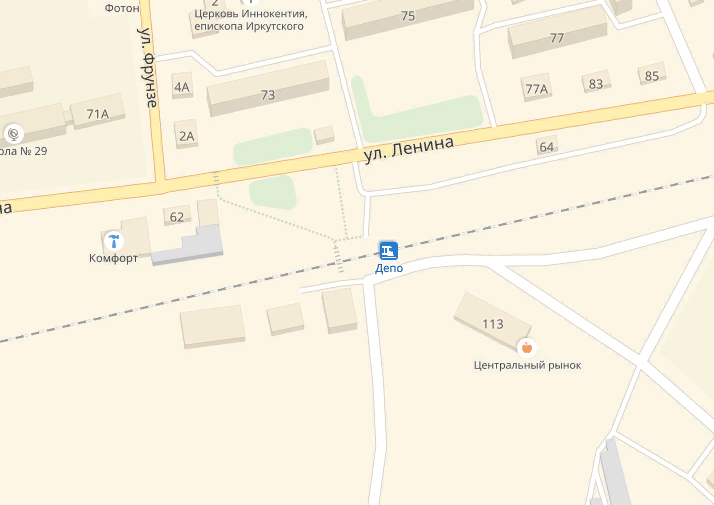 Фотон
2
Церковь Иннокентия,
епископа Иркутского
75
77
ул. Фрунзе
4А
73
77А
83
85
71А
2А
ола № 29
ул. Ленина
64
на
62
Комфорт
Депо
113
Центральный рынок